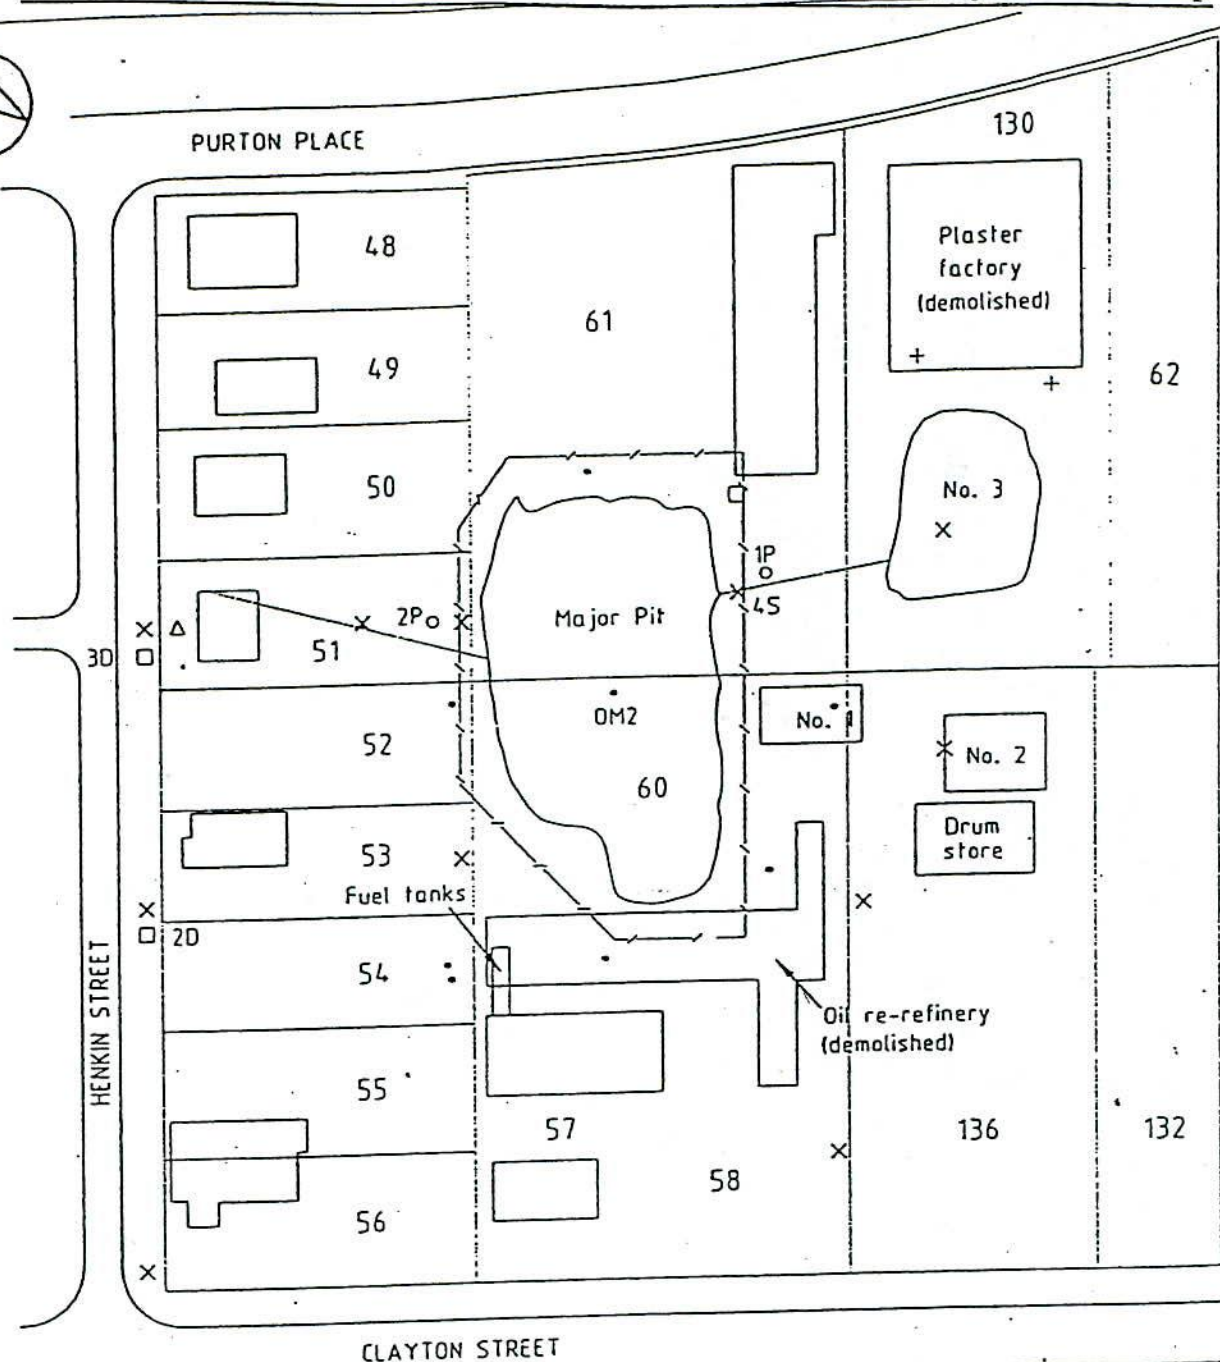 PURTON PLACE
130
48
Plaster
factory
(demolished)
61
49
62
50
No. 3
1P
4S
2P
Major Pit
51
3D
OM2
No. 1
52
No. 2
60
Drum
store
53
Fuel tanks
2D
54
HENKIN STREET
Oil re-refinery
(demolished)
55
57
136
132
58
56
CLAYTON STREET